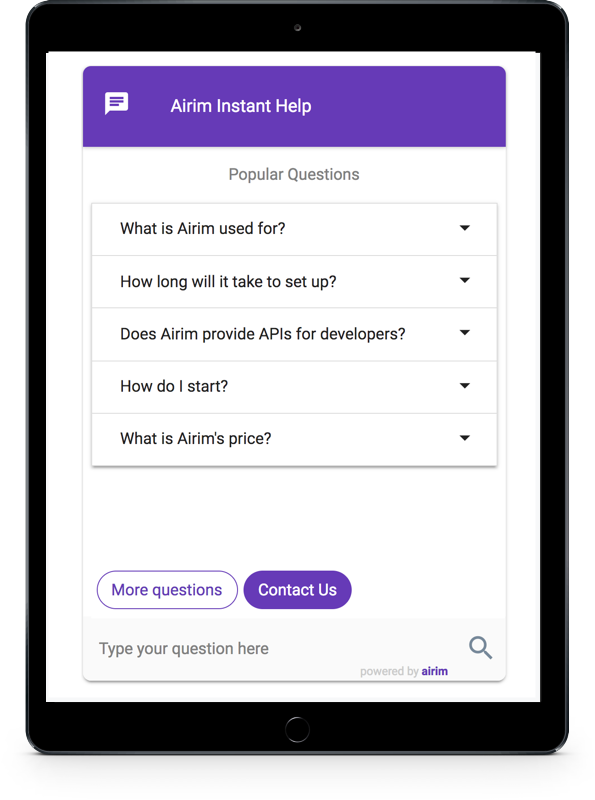 Airim Instant Help
Popular Questions
What is Airim used for?
How long will it take to set up?
Does Airim provide APIs for developers?
How do I start?
What is Airim's price?
More questions
Contact Us
Type your question here
powered by airim